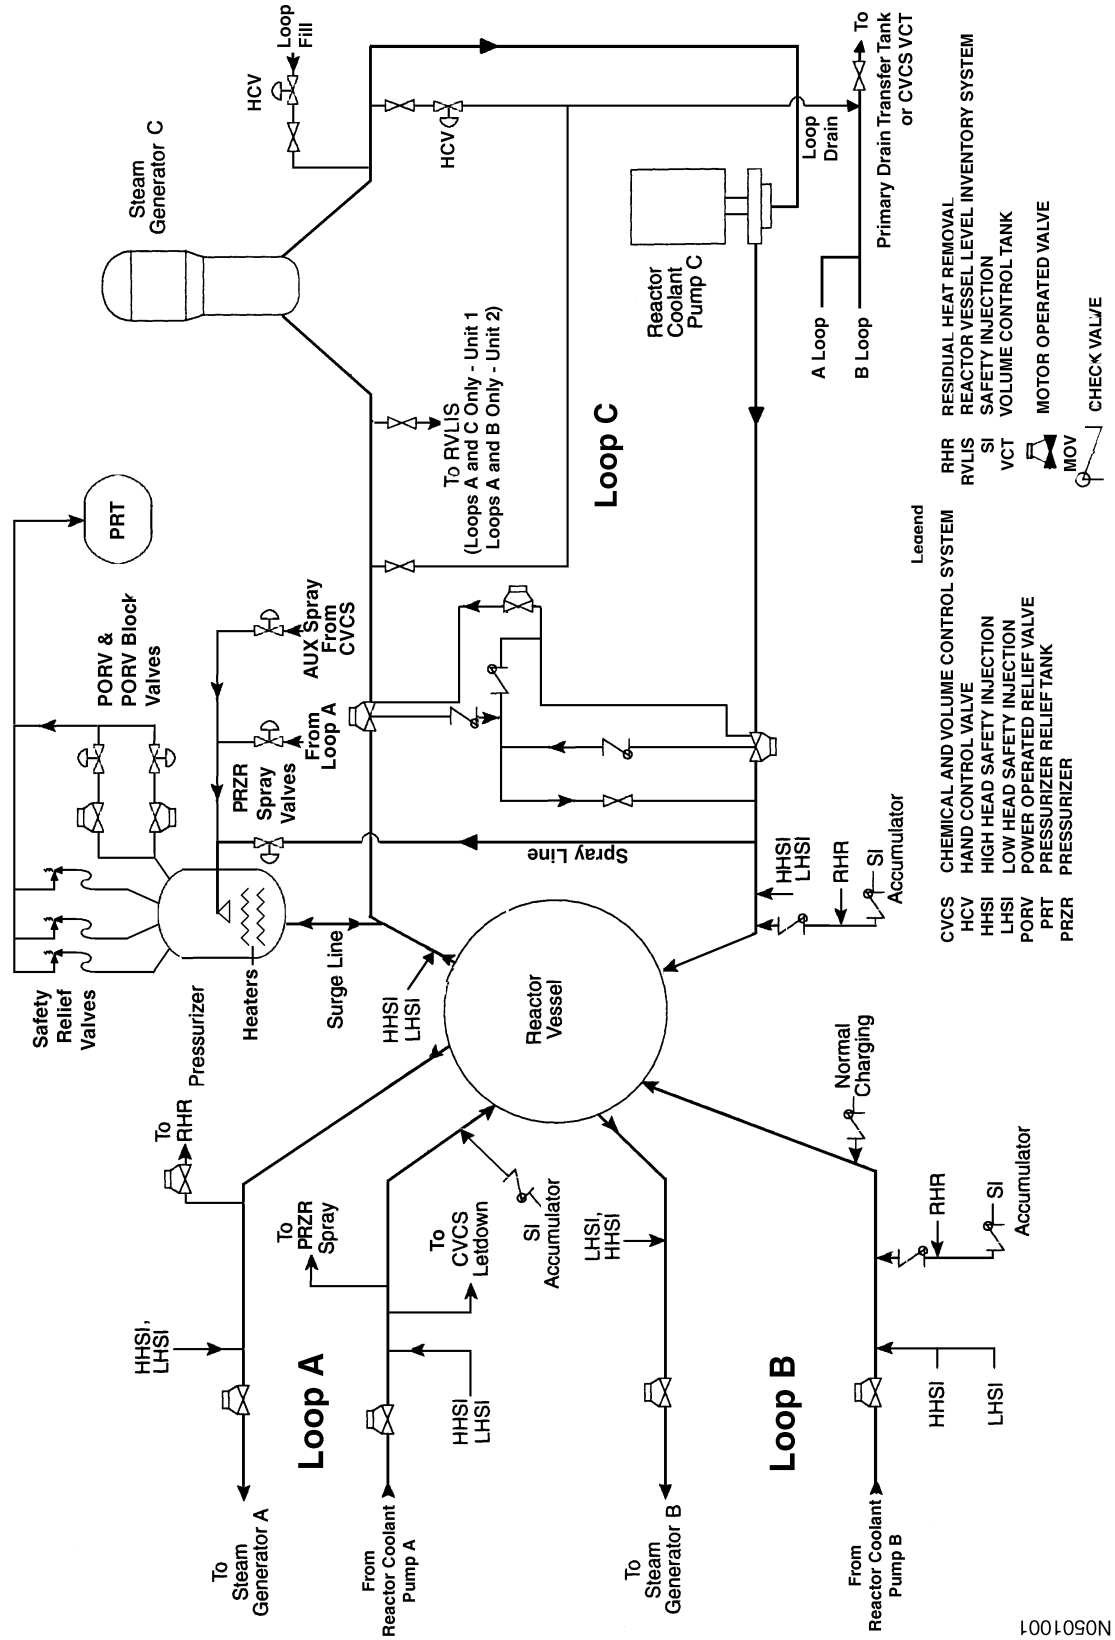 Safety
Relief
Valves
PORV &
PORV Block
Valves
PRT
Pressurizer
Heaters
PRZR
Spray
Valves
From
Loop A
AUX Spray
From
CVCS
Surge Line
Spray Line
Steam
Generator C
HCV
Loop
Fill
To RVLIS
(Loops A and C Only - Unit 1
Loops A and B Only - Unit 2)
HCV
Loop C
Reactor
Coolant
Pump C
Loop
Drain
To
Primary Drain Transfer Tank
or CVCS VCT
A Loop
B Loop
To
RHR
HHSI,
LHSI
HHSI
LHSI
To
Steam
Generator A
Loop A
To
PRZR
Spray
To
CVCS
Letdown
HHSI
LHSI
SI
Accumulator
From
Reactor Coolant
Pump A
Reactor
Vessel
LHSI,
HHSI
To
Steam
Generator B
Loop B
Normal
Charging
RHR
SI
Accumulator
HHSI
LHSI
From
Reactor Coolant
Pump B
HHSI
LHSI
RHR
SI
Accumulator
Legend
CVCS CHEMICAL AND VOLUME CONTROL SYSTEM
HCV HAND CONTROL VALVE
HHSI HIGH HEAD SAFETY INJECTION
LHSI LOW HEAD SAFETY INJECTION
PORV POWER OPERATED RELIEF VALVE
PRT PRESSURIZER RELIEF TANK
PRZR PRESSURIZER
RHR RESIDUAL HEAT REMOVAL
RVLIS REACTOR VESSEL LEVEL INVENTORY SYSTEM
SI SAFETY INJECTION
VCT VOLUME CONTROL TANK
MOV MOTOR OPERATED VALVE
CHECK VALVE
N0501001